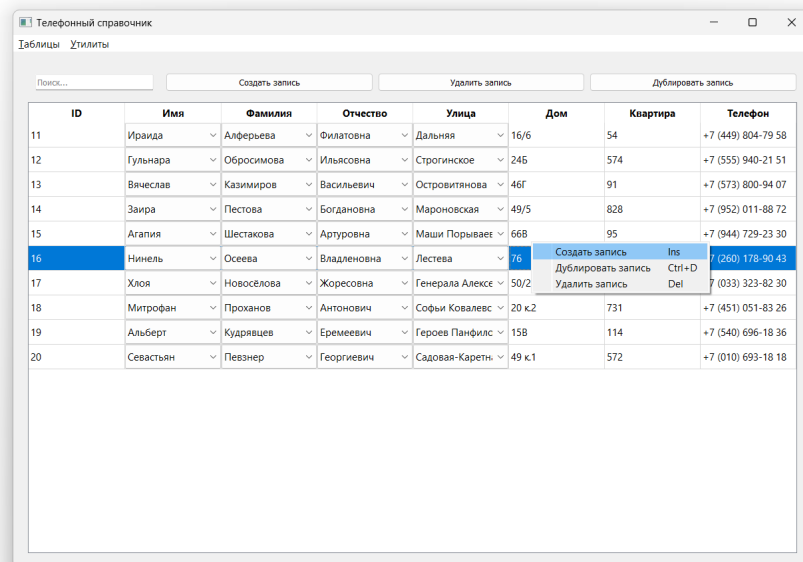 Телефонный справочник
Таблицы Утилиты
Поиск... Создать запись Удалить запись Дублировать запись
ID Имя Фамилия Отчество Улица Дом Квартира Телефон
11 Ираида Алферьева Филатовна Дальняя 16/6 54 +7 (449) 804-79 58
12 Гульнара Обросимова Ильясовна Строгинское 24Б 574 +7 (555) 940-21 51
13 Вячеслав Казимиров Васильевич Островитянова 46Г 91 +7 (573) 800-94 07
14 Заира Пестова Богдановна Мароновская 49/5 828 +7 (952) 011-88 72
15 Агапия Шестакова Артуровна Маши Порываев 66В 95 +7 (944) 729-23 30
16 Нинель Осеева Владленовна Лестева 76 7 (260) 178-90 43
Создать запись Ins
Дублировать запись Ctrl+D
Удалить запись Del
17 Хлоя Новосёлова Жоресовна Генерала Алексе 50/2 7 (033) 323-82 30
18 Митрофан Проханов Антонович Софьи Ковалевс 20 к.2 731 +7 (451) 051-83 26
19 Альберт Кудрявцев Еремеевич Героев Панфилс 15В 114 +7 (540) 696-18 36
20 Севастьян Певзнер Георгиевич Садовая-Каретн 49 к.1 572 +7 (010) 693-18 18